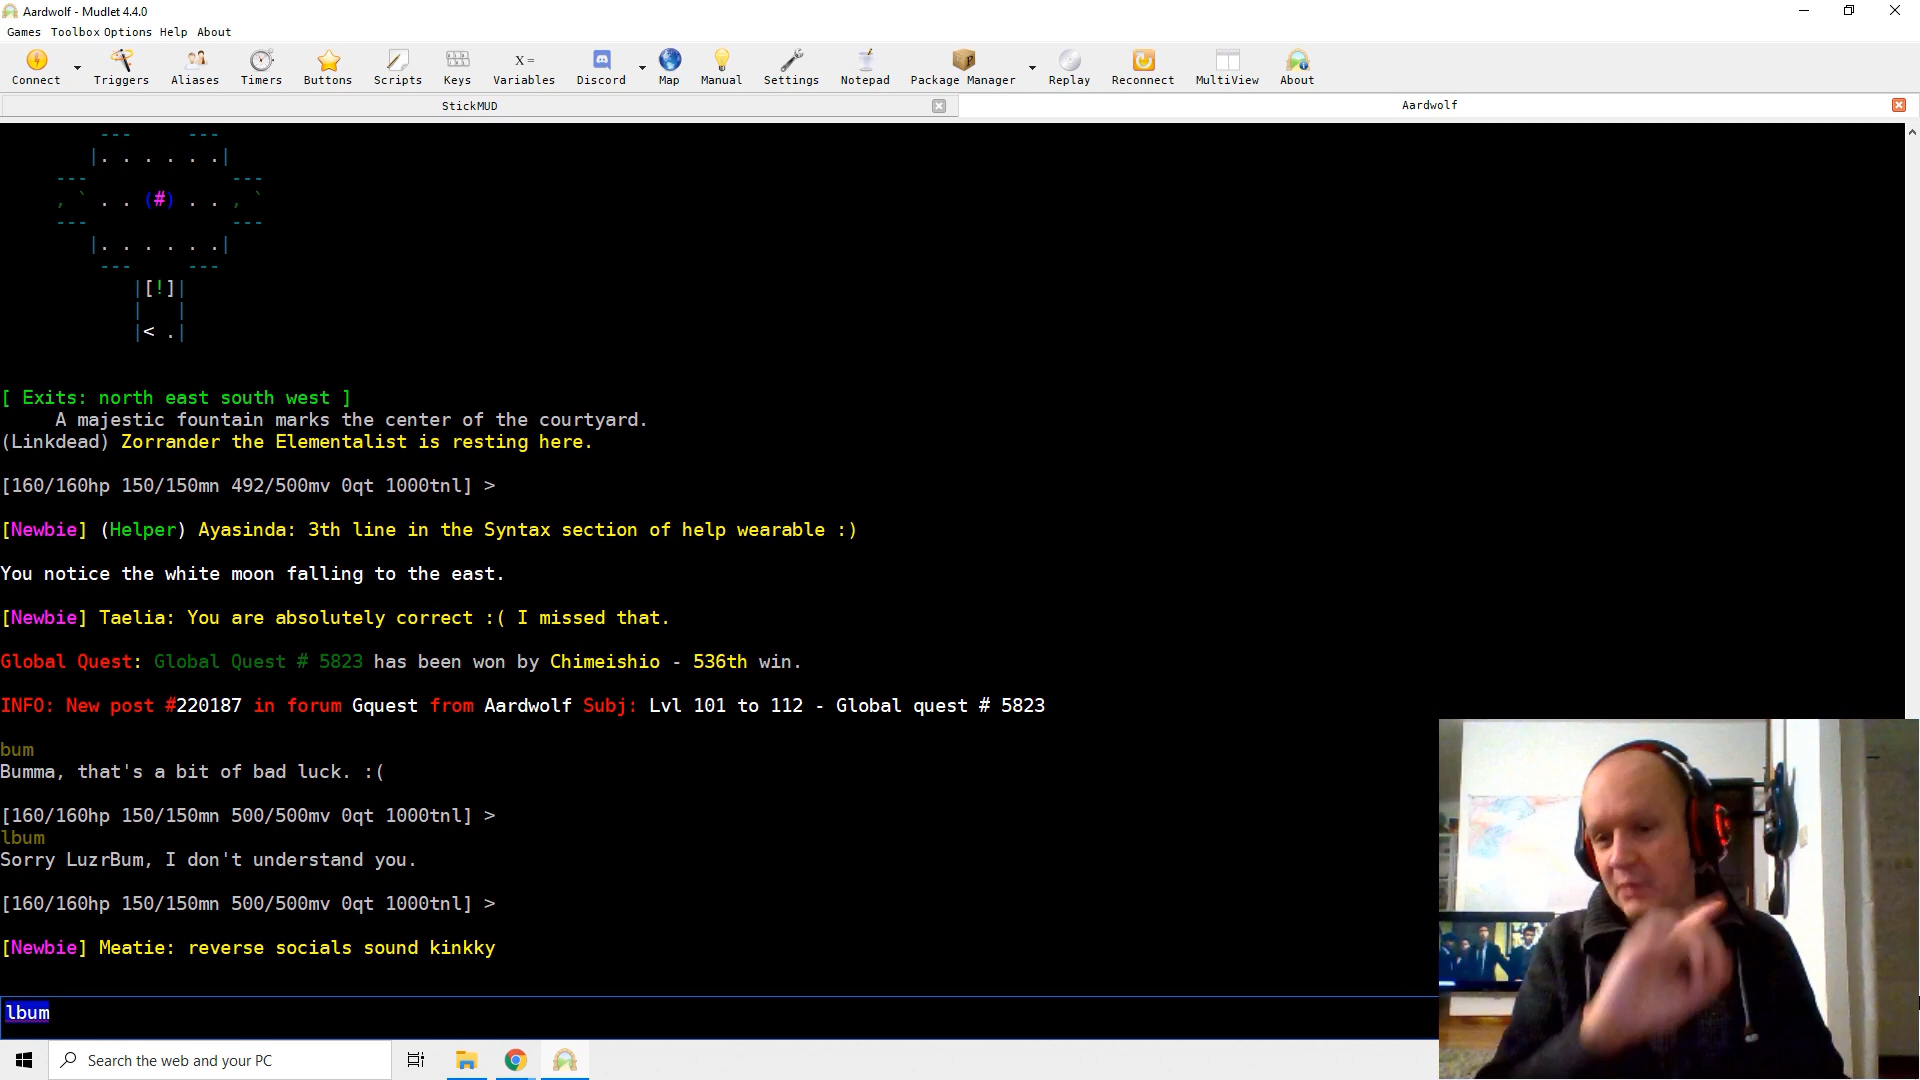 Aardwolf - Mudlet 4.4.0
Games Toolbox Options Help About
Connect Triggers Aliases Timers Buttons Scripts Keys Variables Discord Map Manual Settings Notepad Package Manager Replay Reconnect MultiView About
StickMUD Aardwolf
--- ---
|. . . . . .|
--- ---
, ` . . (#) . . , `
--- ---
|. . . . . .|
--- ---
|[!]|
| |
|< .|
[ Exits: north east south west ]
A majestic fountain marks the center of the courtyard.
(Linkdead) Zorrander the Elementalist is resting here.
[160/160hp 150/150mn 492/500mv 0qt 1000tnl] >
[Newbie] (Helper) Ayasinda: 3th line in the Syntax section of help wearable :)
You notice the white moon falling to the east.
[Newbie] Taelia: You are absolutely correct :( I missed that.
Global Quest: Global Quest # 5823 has been won by Chimeishio - 536th win.
INFO: New post #220187 in forum Gquest from Aardwolf Subj: Lvl 101 to 112 - Global quest # 5823
bum
Bumma, that's a bit of bad luck. :(
[160/160hp 150/150mn 500/500mv 0qt 1000tnl] >
lbum
Sorry LuzrBum, I don't understand you.
[160/160hp 150/150mn 500/500mv 0qt 1000tnl] >
[Newbie] Meatie: reverse socials sound kinkky
lbum
Search the web and your PC